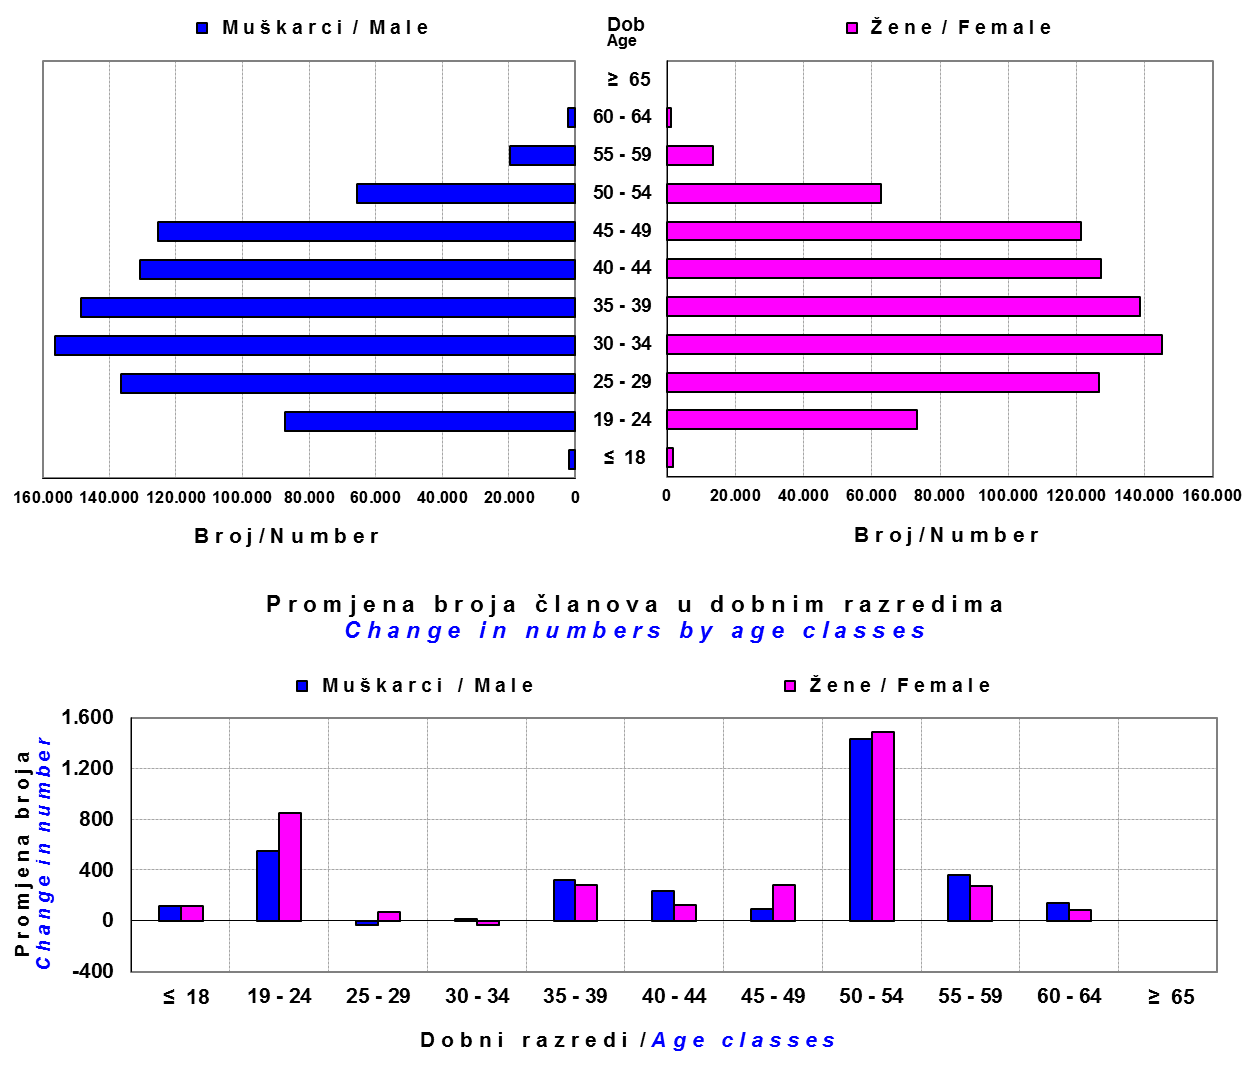 Muškarci / Male
Dob
Age
Žene / Female
≥ 65
60 - 64
55 - 59
50 - 54
45 - 49
40 - 44
35 - 39
30 - 34
25 - 29
19 - 24
≤ 18
160.000 140.000 120.000 100.000 80.000 60.000 40.000 20.000 0
0 20.000 40.000 60.000 80.000 100.000 120.000 140.000 160.000
Broj/Number
Broj/Number
Promjena broja članova u dobnim razredima
Change in numbers by age classes
Muškarci / Male
Žene / Female
Promjena broja
Change in number
1.600
1.200
800
400
0
-400
≤ 18 19 - 24 25 - 29 30 - 34 35 - 39 40 - 44 45 - 49 50 - 54 55 - 59 60 - 64 ≥ 65
Dobni razredi /Age classes